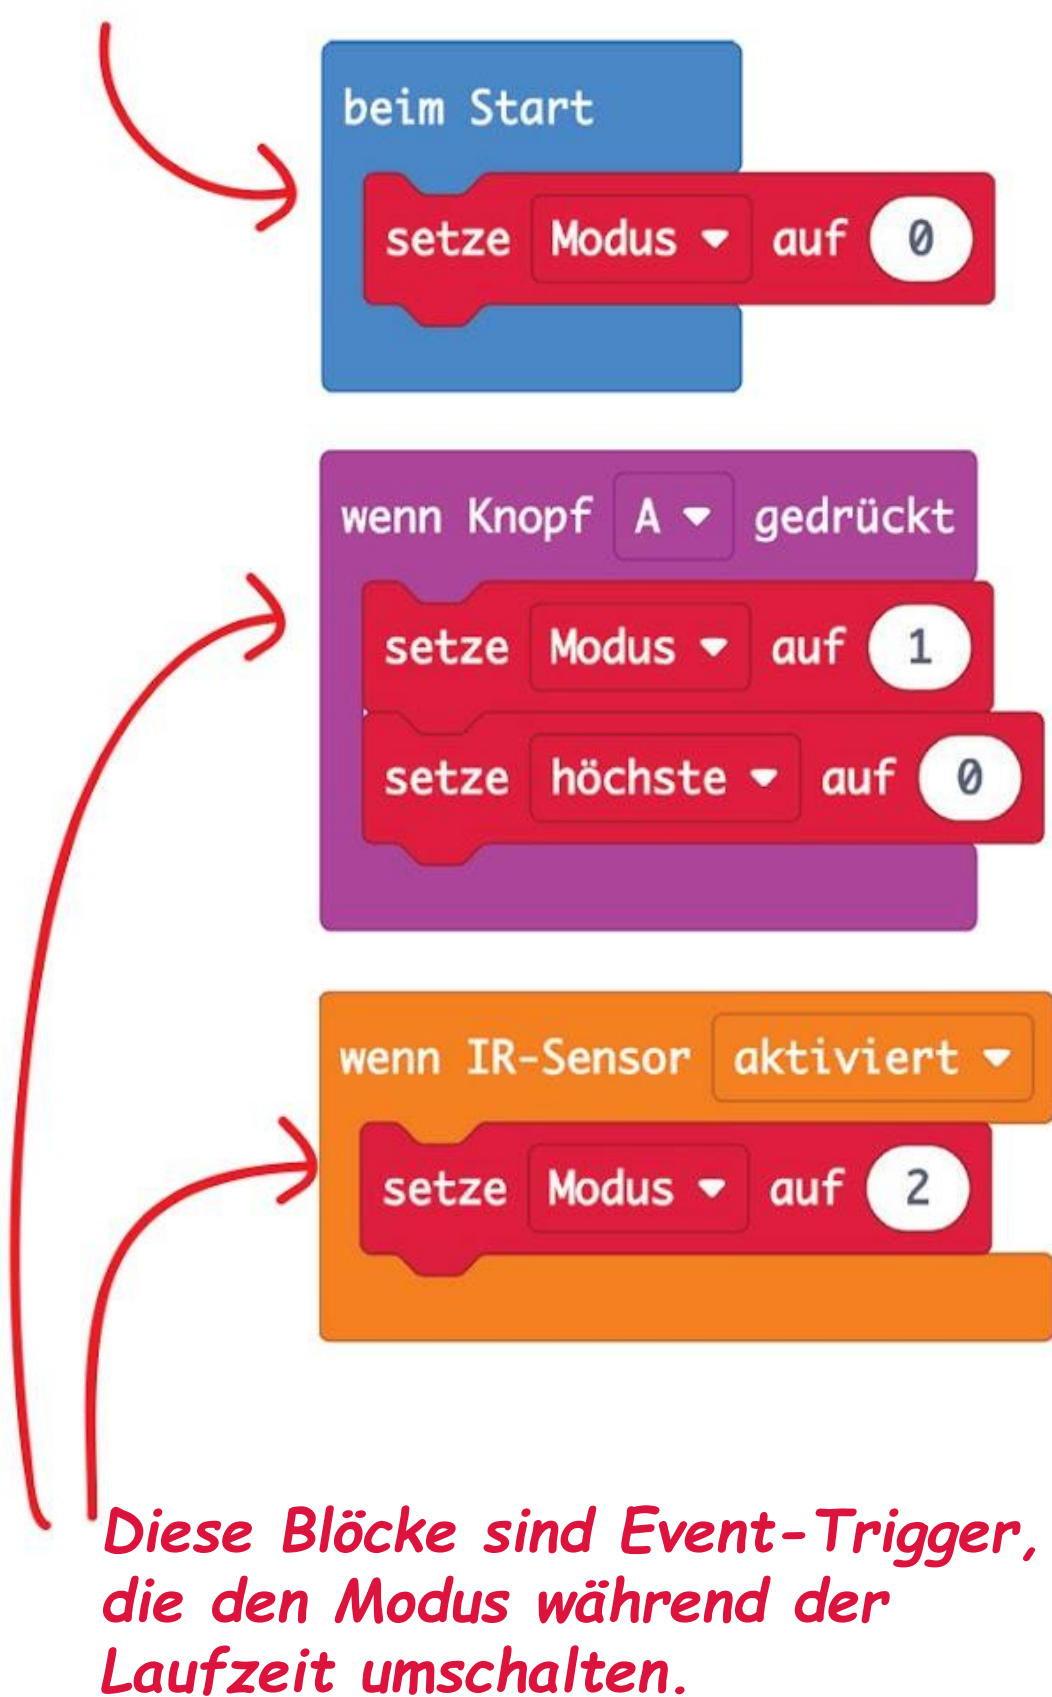 beim Start
setze Modus auf 0
wenn Knopf A gedrückt
setze Modus auf 1
setze höchste auf 0
wenn IR-Sensor aktiviert
setze Modus auf 2
Diese Blöcke sind Event-Trigger,
die den Modus während der
Laufzeit umschalten.